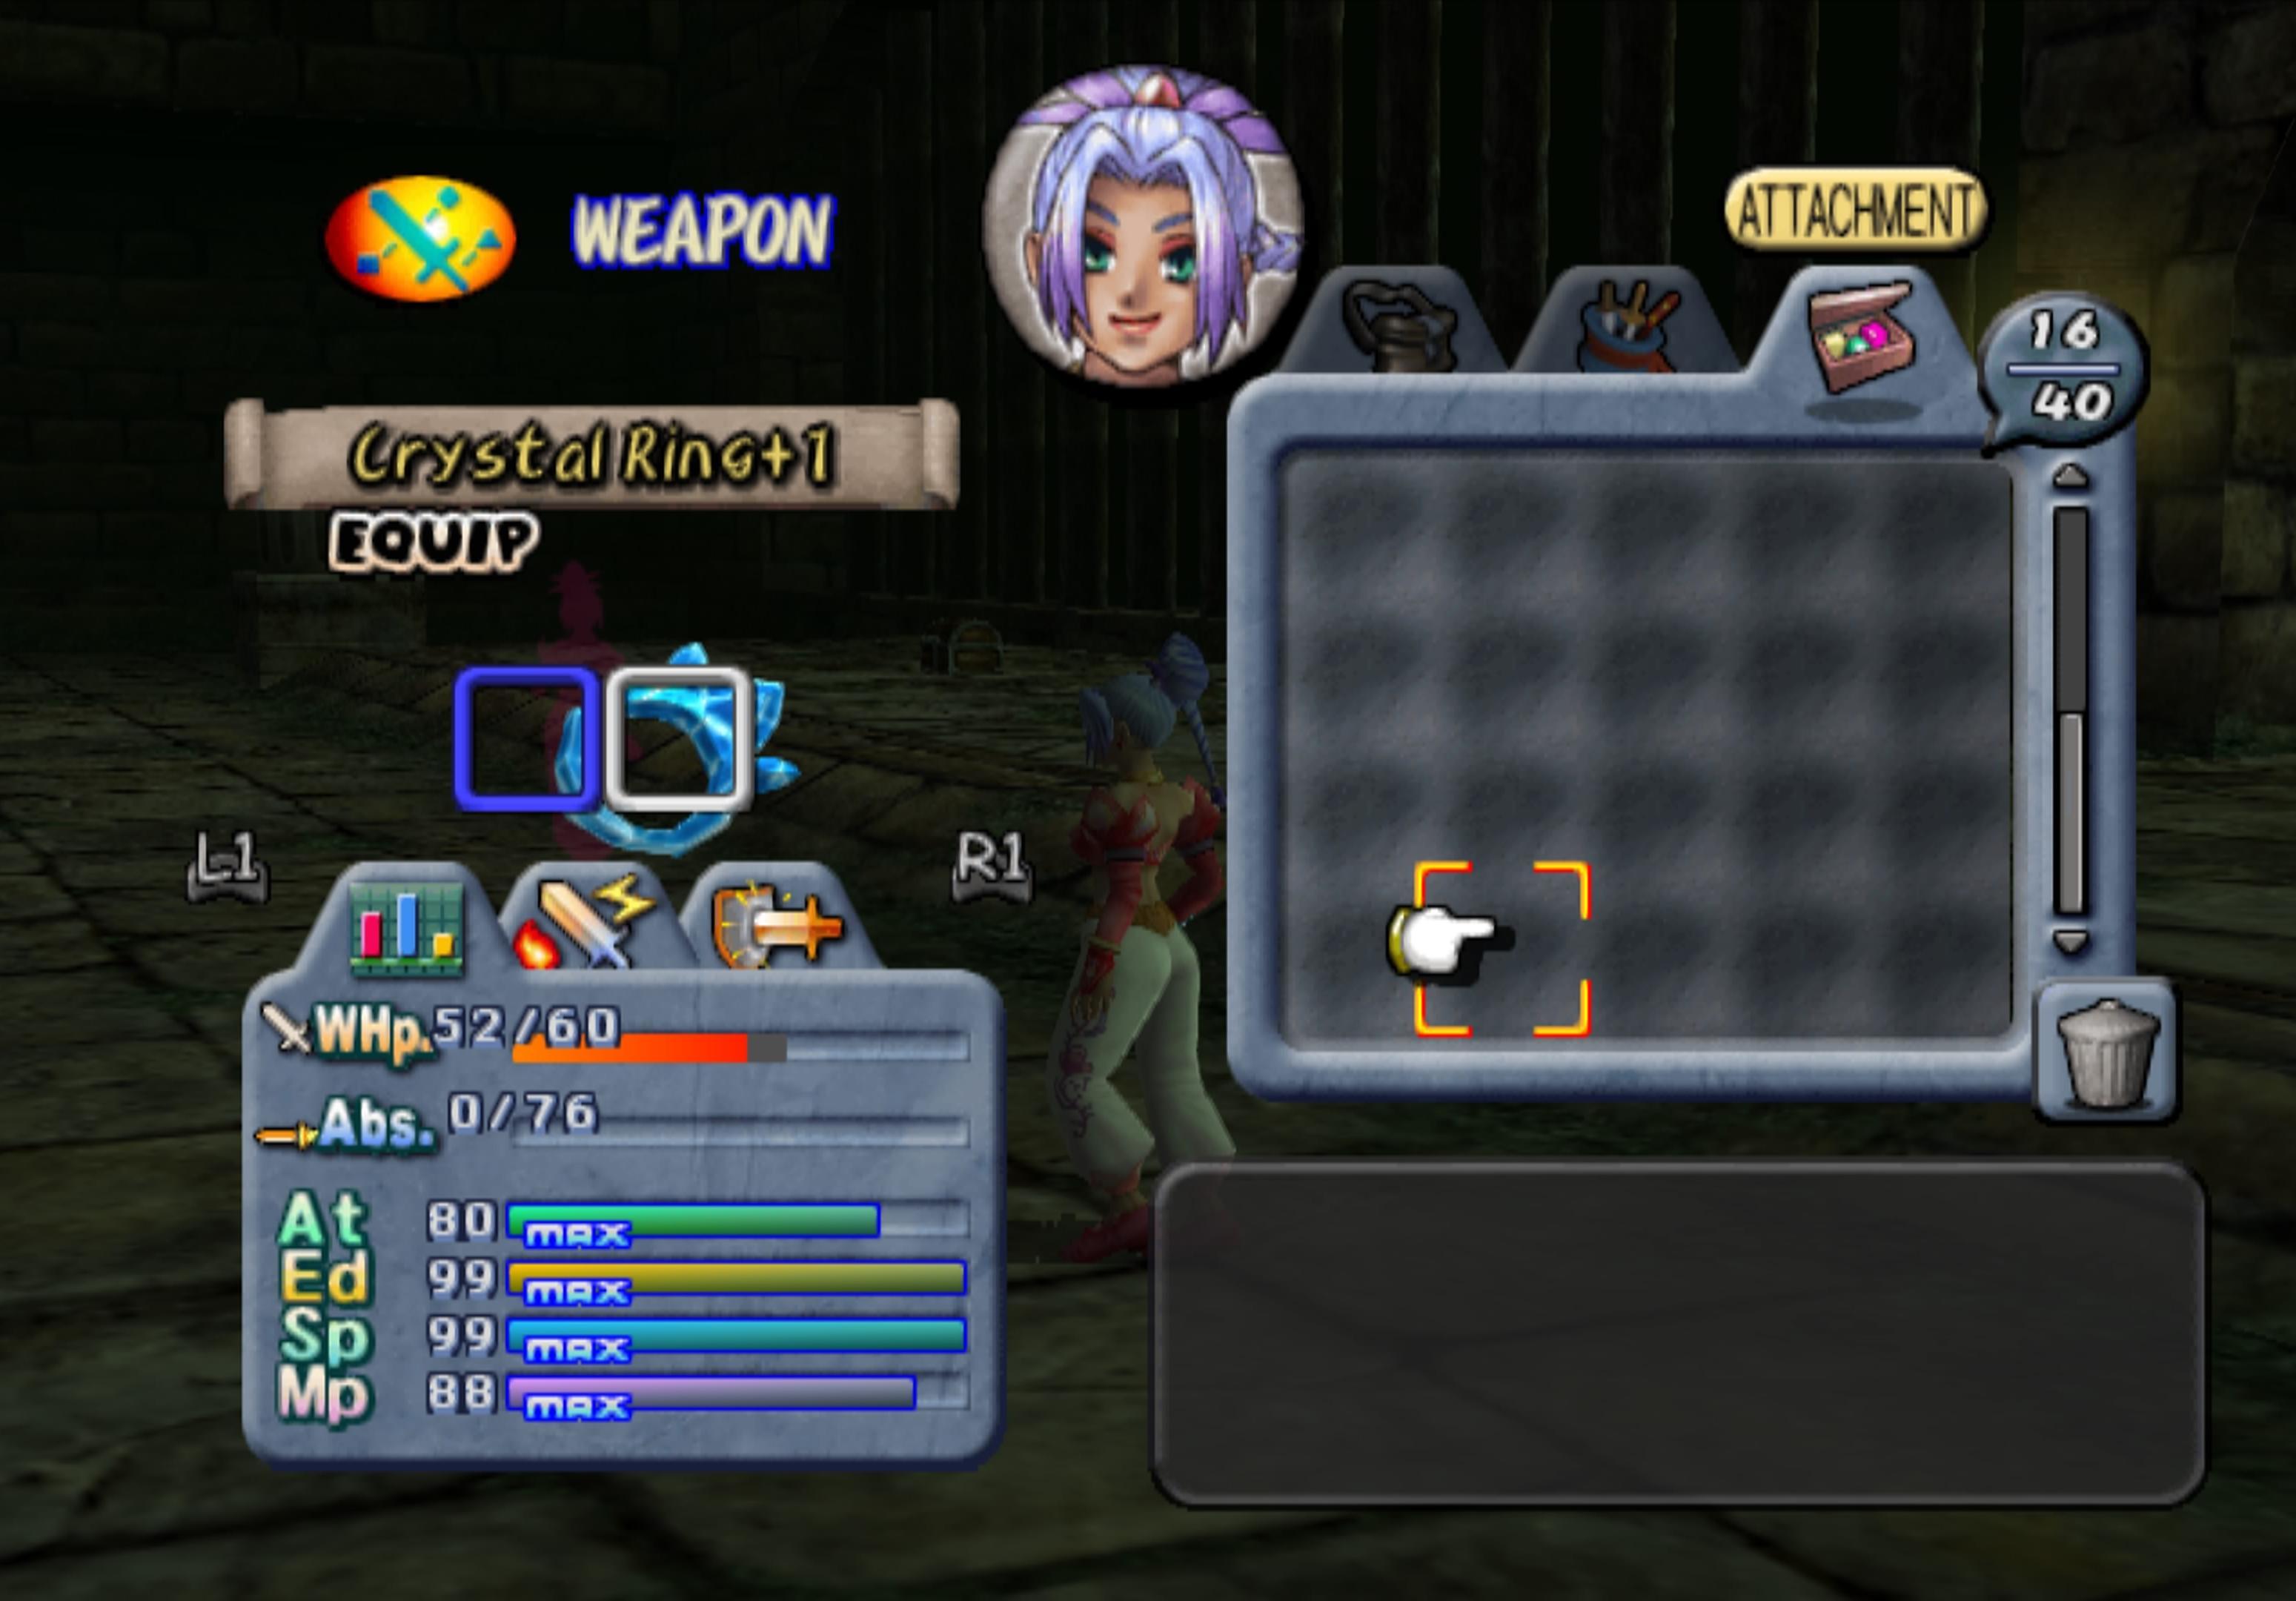 WEAPON
ATTACHMENT
16
40
Crystal Ring+1
EQUIP
L1
R1
WHp. 52/60
Abs. 0/76
At 80 max
Ed 99 max
Sp 99 max
Mp 88 max